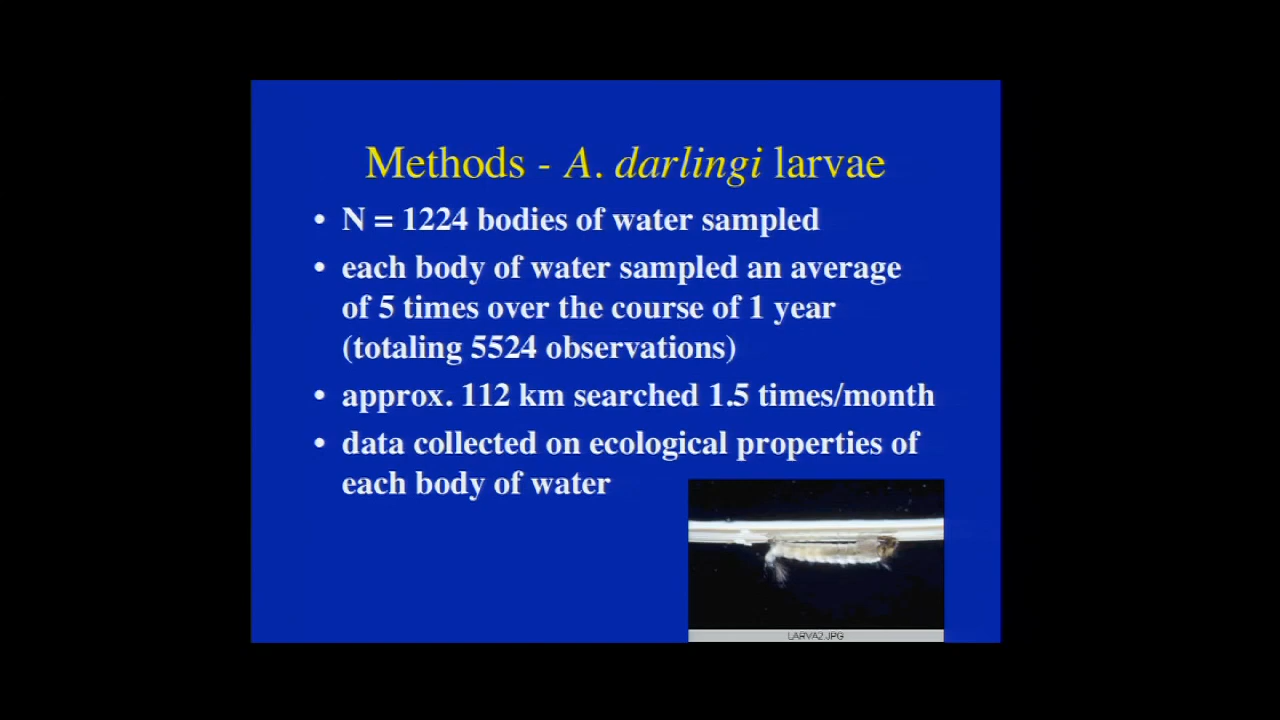 Methods - A. darlingi larvae
• N = 1224 bodies of water sampled
• each body of water sampled an average
of 5 times over the course of 1 year
(totaling 5524 observations)
• approx. 112 km searched 1.5 times/month
• data collected on ecological properties of
each body of water
LARVA2.JPG